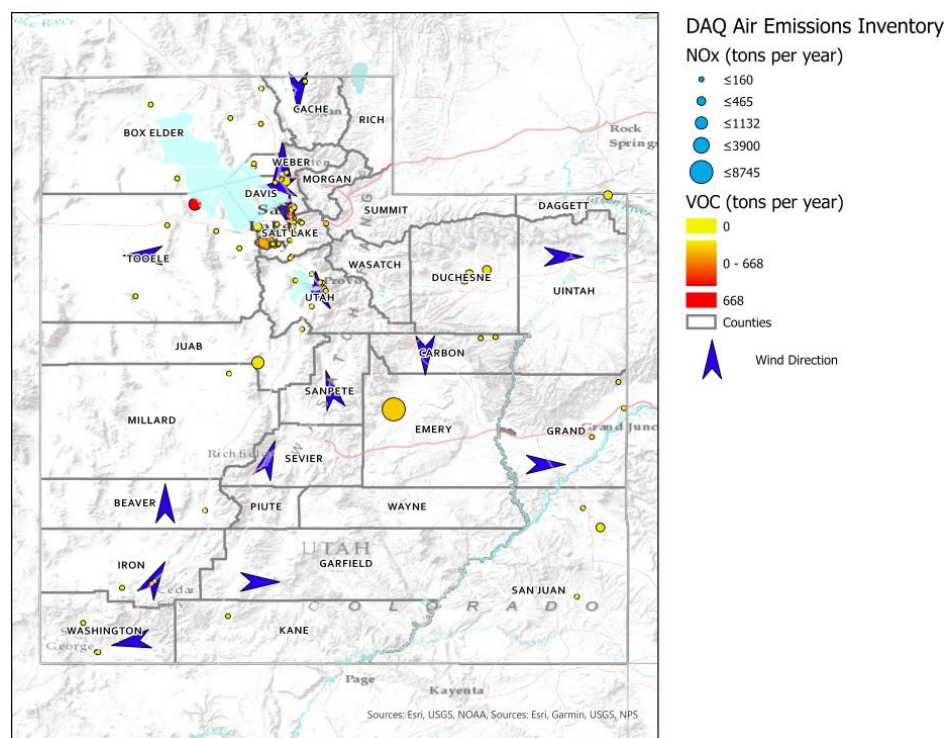 DAQ Air Emissions Inventory
NOx (tons per year)
≤160
≤465
≤1132
≤3900
≤8745
VOC (tons per year)
0
0 - 668
668
Counties
Wind Direction
CACHE
RICH
BOX ELDER
Rock
Springs
WEBER
MORGAN
DAVIS
DAGGETT
SUMMIT
SALT LAKE
TOOELE
WASATCH
DUCHESNE
UINTAH
Provo
UTAH
JUAB
CARBON
SANPETE
MILLARD
EMERY
GRAND
Grand Junc
Richfield
SEVIER
BEAVER
PIUTE
WAYNE
IRON
UTAH
GARFIELD
Cedar
SAN JUAN
COLORADO
WASHINGTON
KANE
George
Page
Kayenta
Sources: Esri, USGS, NOAA, Sources: Esri, Garmin, USGS, NPS